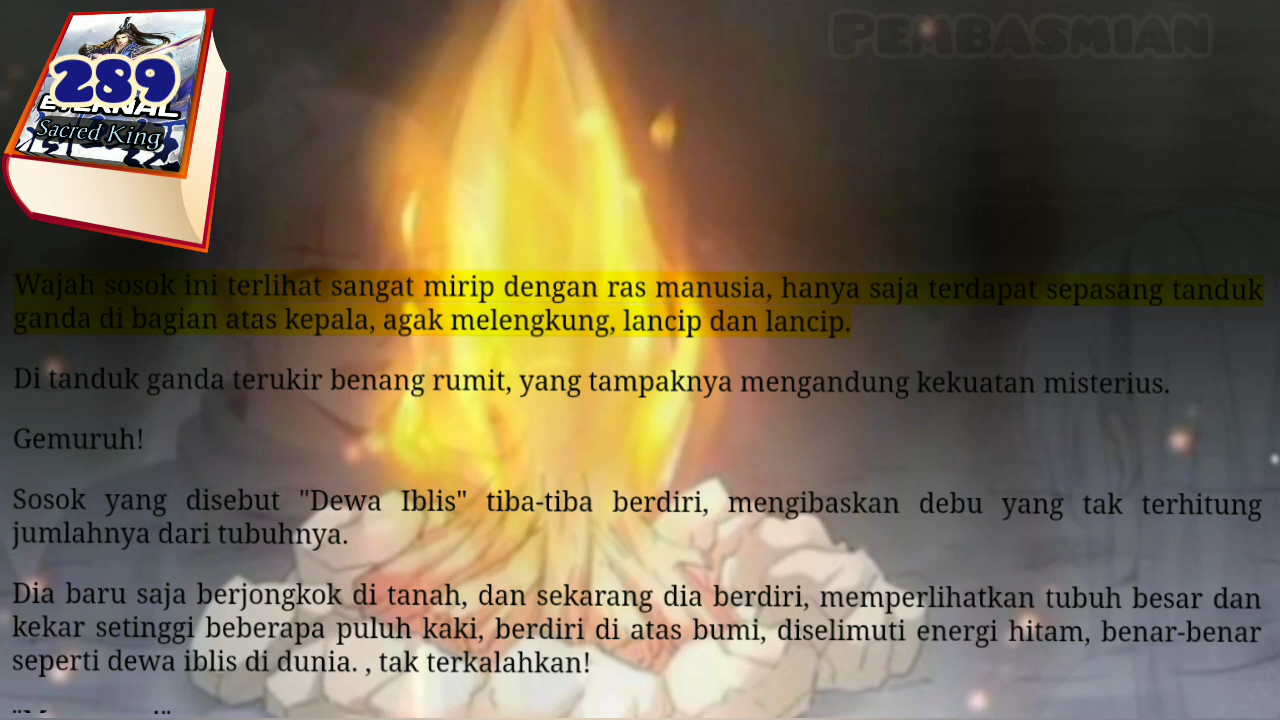 PEMBASMIAN
289
ETERNAL
Sacred King
Wajah sosok ini terlihat sangat mirip dengan ras manusia, hanya saja terdapat sepasang tanduk
ganda di bagian atas kepala, agak melengkung, lancip dan lancip.
Di tanduk ganda terukir benang rumit, yang tampaknya mengandung kekuatan misterius.
Gemuruh!
Sosok yang disebut "Dewa Iblis" tiba-tiba berdiri, mengibaskan debu yang tak terhitung
jumlahnya dari tubuhnya.
Dia baru saja berjongkok di tanah, dan sekarang dia berdiri, memperlihatkan tubuh besar dan
kekar setinggi beberapa puluh kaki, berdiri di atas bumi, diselimuti energi hitam, benar-benar
seperti dewa iblis di dunia. , tak terkalahkan!